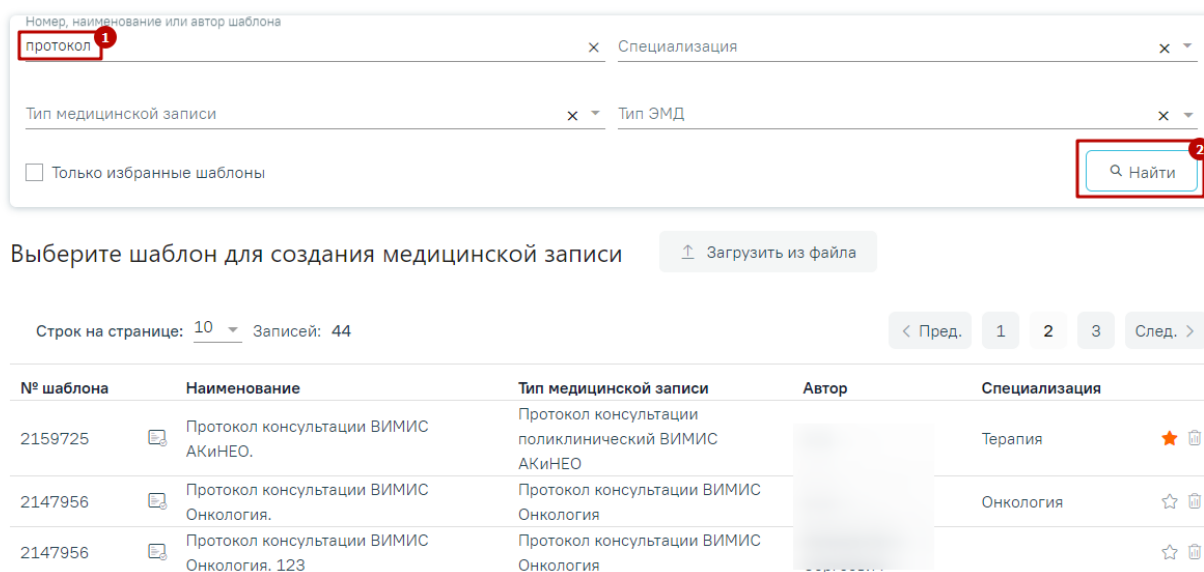 Номер, наименование или автор шаблона
протокол 1 Специализация
Тип медицинской записи Тип ЭМД
Только избранные шаблоны 2 Найти
Выберите шаблон для создания медицинской записи Загрузить из файла
Строк на странице: 10 Записей: 44 < Пред. 1 2 3 След. >
№ шаблона Наименование Тип медицинской записи Автор Специализация
2159725 Протокол консультации ВИМИС АКиНЕО. Протокол консультации поликлинический ВИМИС АКиНЕО Терапия
2147956 Протокол консультации ВИМИС Онкология. Протокол консультации ВИМИС Онкология Онкология
2147956 Протокол консультации ВИМИС Онкология. 123 Протокол консультации ВИМИС Онкология